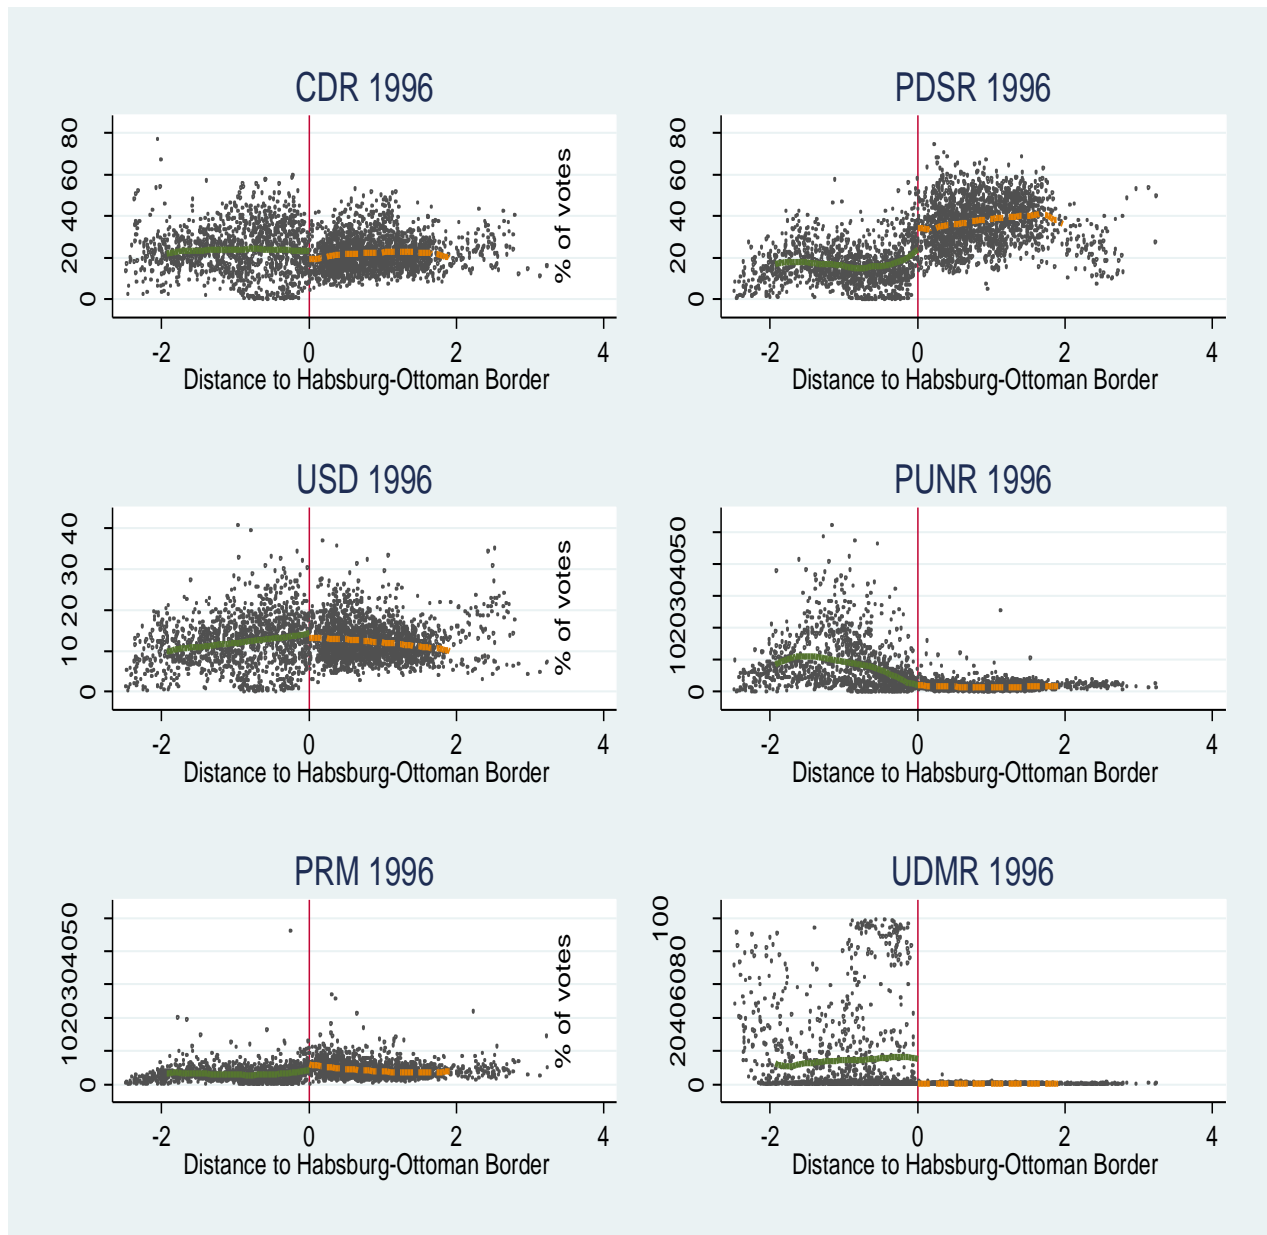 CDR 1996
0 20 40 60 80
% of votes
-2 0 2 4
Distance to Habsburg-Ottoman Border
PDSR 1996
0 20 40 60 80
-2 0 2 4
Distance to Habsburg-Ottoman Border
USD 1996
0 10 20 30 40
% of votes
-2 0 2 4
Distance to Habsburg-Ottoman Border
PUNR 1996
0 1020304050
-2 0 2 4
Distance to Habsburg-Ottoman Border
PRM 1996
0 1020304050
% of votes
-2 0 2 4
Distance to Habsburg-Ottoman Border
UDMR 1996
0 20406080 100
-2 0 2 4
Distance to Habsburg-Ottoman Border